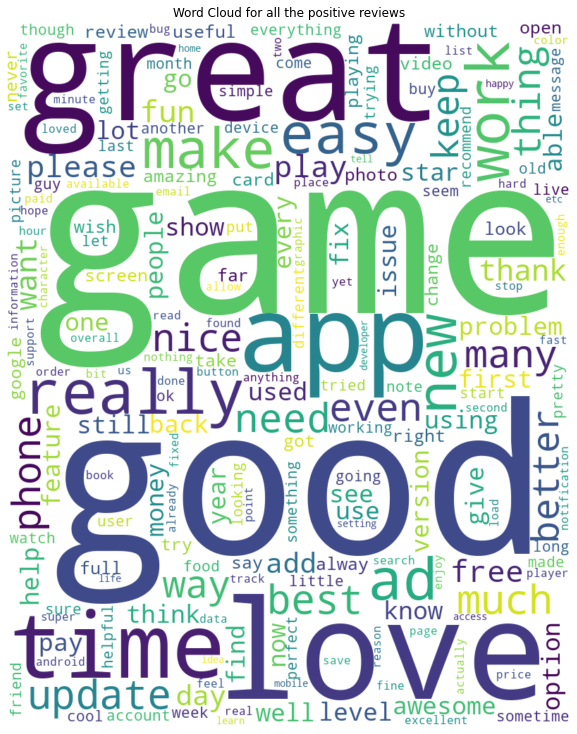 Word Cloud for all the positive reviews
though
review
bug
useful
everything
without
open
great
never
month
go
come
two
home
playing
trying
video
buy
list
color
set
favorite
getting
simple
fun
minute
loved
lot
another
device
easy
keep
work
thing
happy
message
able
recommend
please
last
make
play
star
old
picture
guy
available
amazing
card
photo
tell
seem
hard
live
etc
paid
email
place
hope
game
hour
wish
let
show
put
every
fix
issue
look
enough
information
character
want
people
different
graphic
change
thank
screen
far
allow
yet
stop
google
support
one
overall
read
found
nice
app
new
problem
many
fast
order
bit
us
nothing
take
developer
first
done
button
anything
tried
note
start
pretty
really
ok
used
even
using
second
phone
feature
still
back
need
working
right
got
fixed
notification
good
better
book
already
money
year
looking
point
something
going
see
use
setting
version
give
load
user
watch
try
long
help
full
life
food
say
add
alway
search
enjoy
made
player
way
track
little
ad
free
sure
super
think
data
best
know
much
access
time
love
pay
android
helpful
find
now
perfect
reason
page
actually
option
idea
save
price
friend
update
day
feel
mobile
fine
awesome
cool
account
week
real
learn
well
level
excellent
sometime